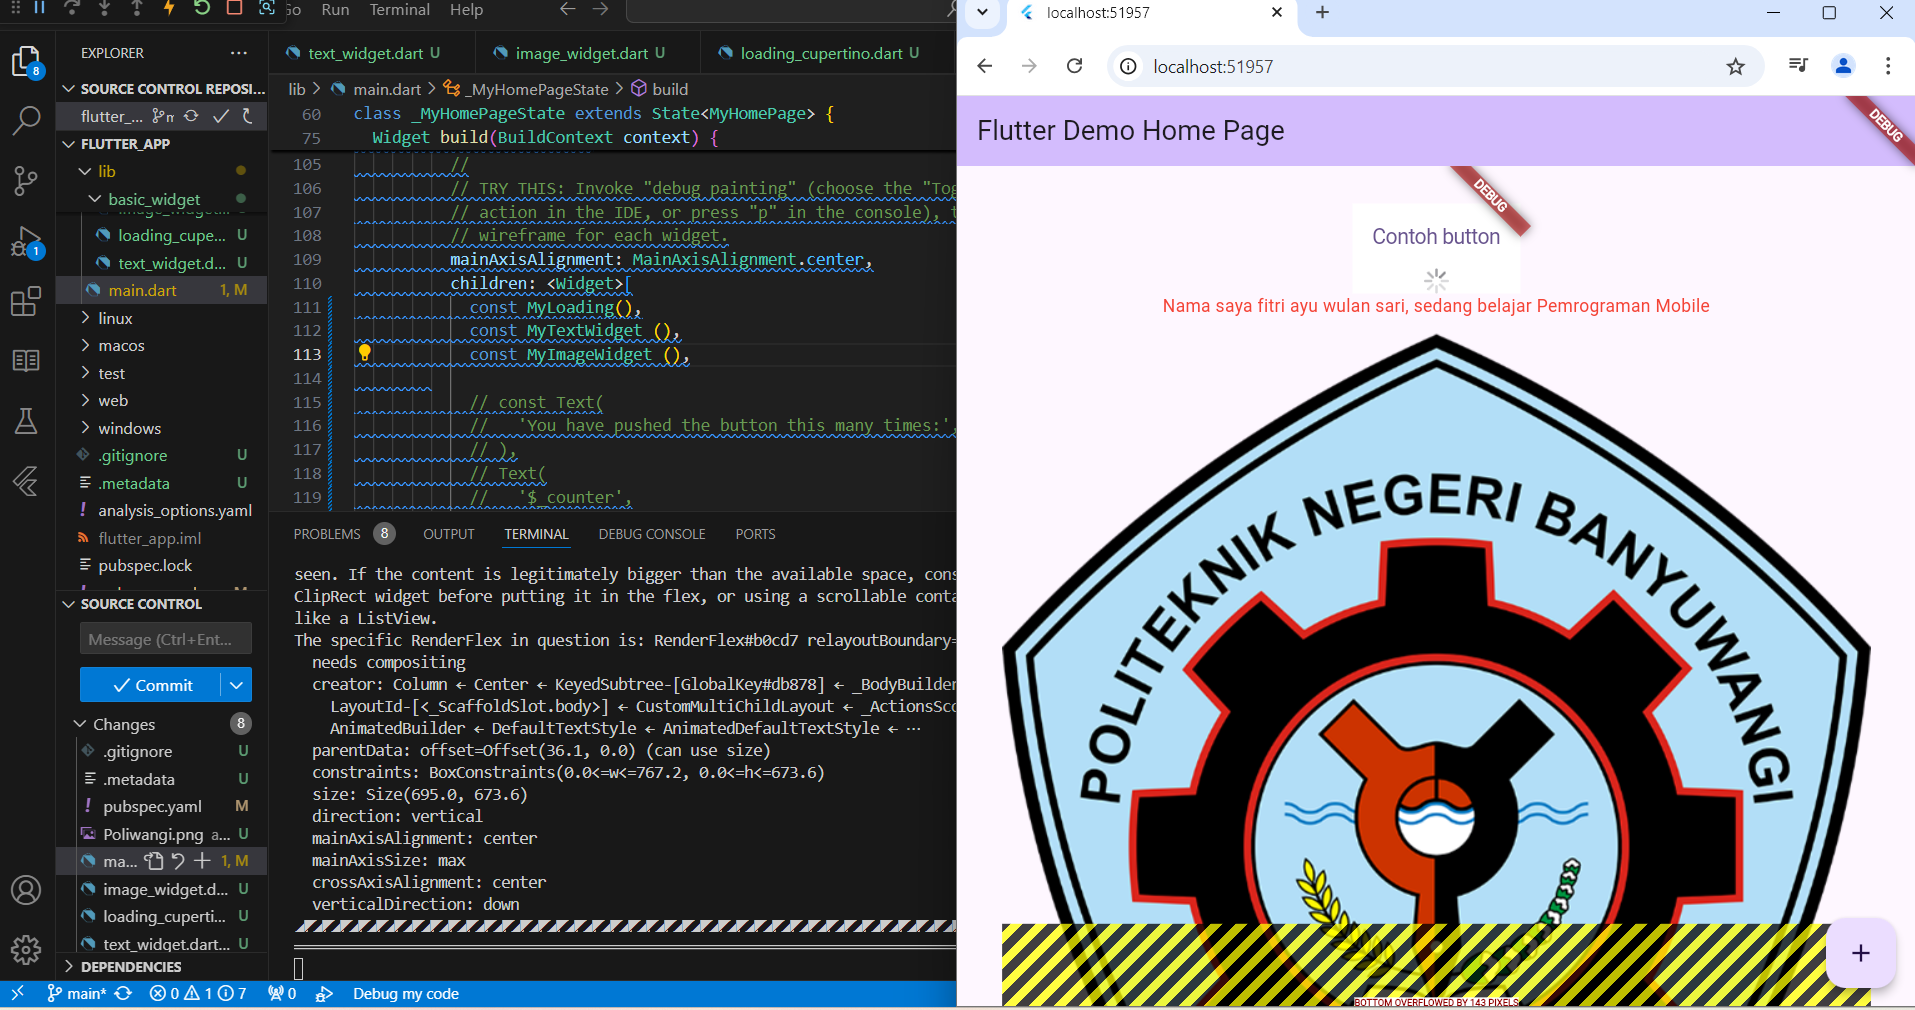 Go Run Terminal Help
EXPLORER
SOURCE CONTROL REPOSI...
flutter_...
FLUTTER_APP
lib
basic_widget
loading_cupe... U
text_widget.d... U
main.dart 1, M
linux
macos
test
web
windows
.gitignore U
.metadata U
analysis_options.yaml
flutter_app.iml
pubspec.lock
SOURCE CONTROL
Message (Ctrl+Ent...
Commit
Changes 8
.gitignore U
.metadata U
pubspec.yaml M
Poliwangi.png a... U
ma... 1, M
image_widget.d... U
loading_cuperti... U
text_widget.dart... U
DEPENDENCIES
8
1
text_widget.dart U
image_widget.dart U
loading_cupertino.dart U
lib > main.dart > _MyHomePageState > build
60 class _MyHomePageState extends State<MyHomePage> {
75 Widget build(BuildContext context) {
105 //
106 // TRY THIS: Invoke "debug painting" (choose the "Tog
107 // action in the IDE, or press "p" in the console), t
108 // wireframe for each widget.
109 mainAxisAlignment: MainAxisAlignment.center,
110 children: <Widget>[
111 const MyLoading(),
112 const MyTextWidget (),
113 const MyImageWidget (),
114
115 // const Text(
116 //   'You have pushed the button this many times:',
117 // ),
118 // Text(
119 //   '$_counter',
PROBLEMS 8 OUTPUT TERMINAL DEBUG CONSOLE PORTS
seen. If the content is legitimately bigger than the available space, cons
ClipRect widget before putting it in the flex, or using a scrollable conta
like a ListView.
The specific RenderFlex in question is: RenderFlex#b0cd7 relayoutBoundary=
needs compositing
creator: Column ← Center ← KeyedSubtree-[GlobalKey#db878] ← _BodyBuilder
LayoutId-[<_ScaffoldSlot.body>] ← CustomMultiChildLayout ← _ActionsSco
AnimatedBuilder ← DefaultTextStyle ← AnimatedDefaultTextStyle ← ⋯
parentData: offset=Offset(36.1, 0.0) (can use size)
constraints: BoxConstraints(0.0<=w<=767.2, 0.0<=h<=673.6)
size: Size(695.0, 673.6)
direction: vertical
mainAxisAlignment: center
mainAxisSize: max
crossAxisAlignment: center
verticalDirection: down
main* 0 1 7 0 Debug my code
localhost:51957
localhost:51957
Flutter Demo Home Page
DEBUG
DEBUG
Contoh button
Nama saya fitri ayu wulan sari, sedang belajar Pemrograman Mobile
POLITEKNIK NEGERI BANYUWANGI
BOTTOM OVERFLOWED BY 143 PIXELS